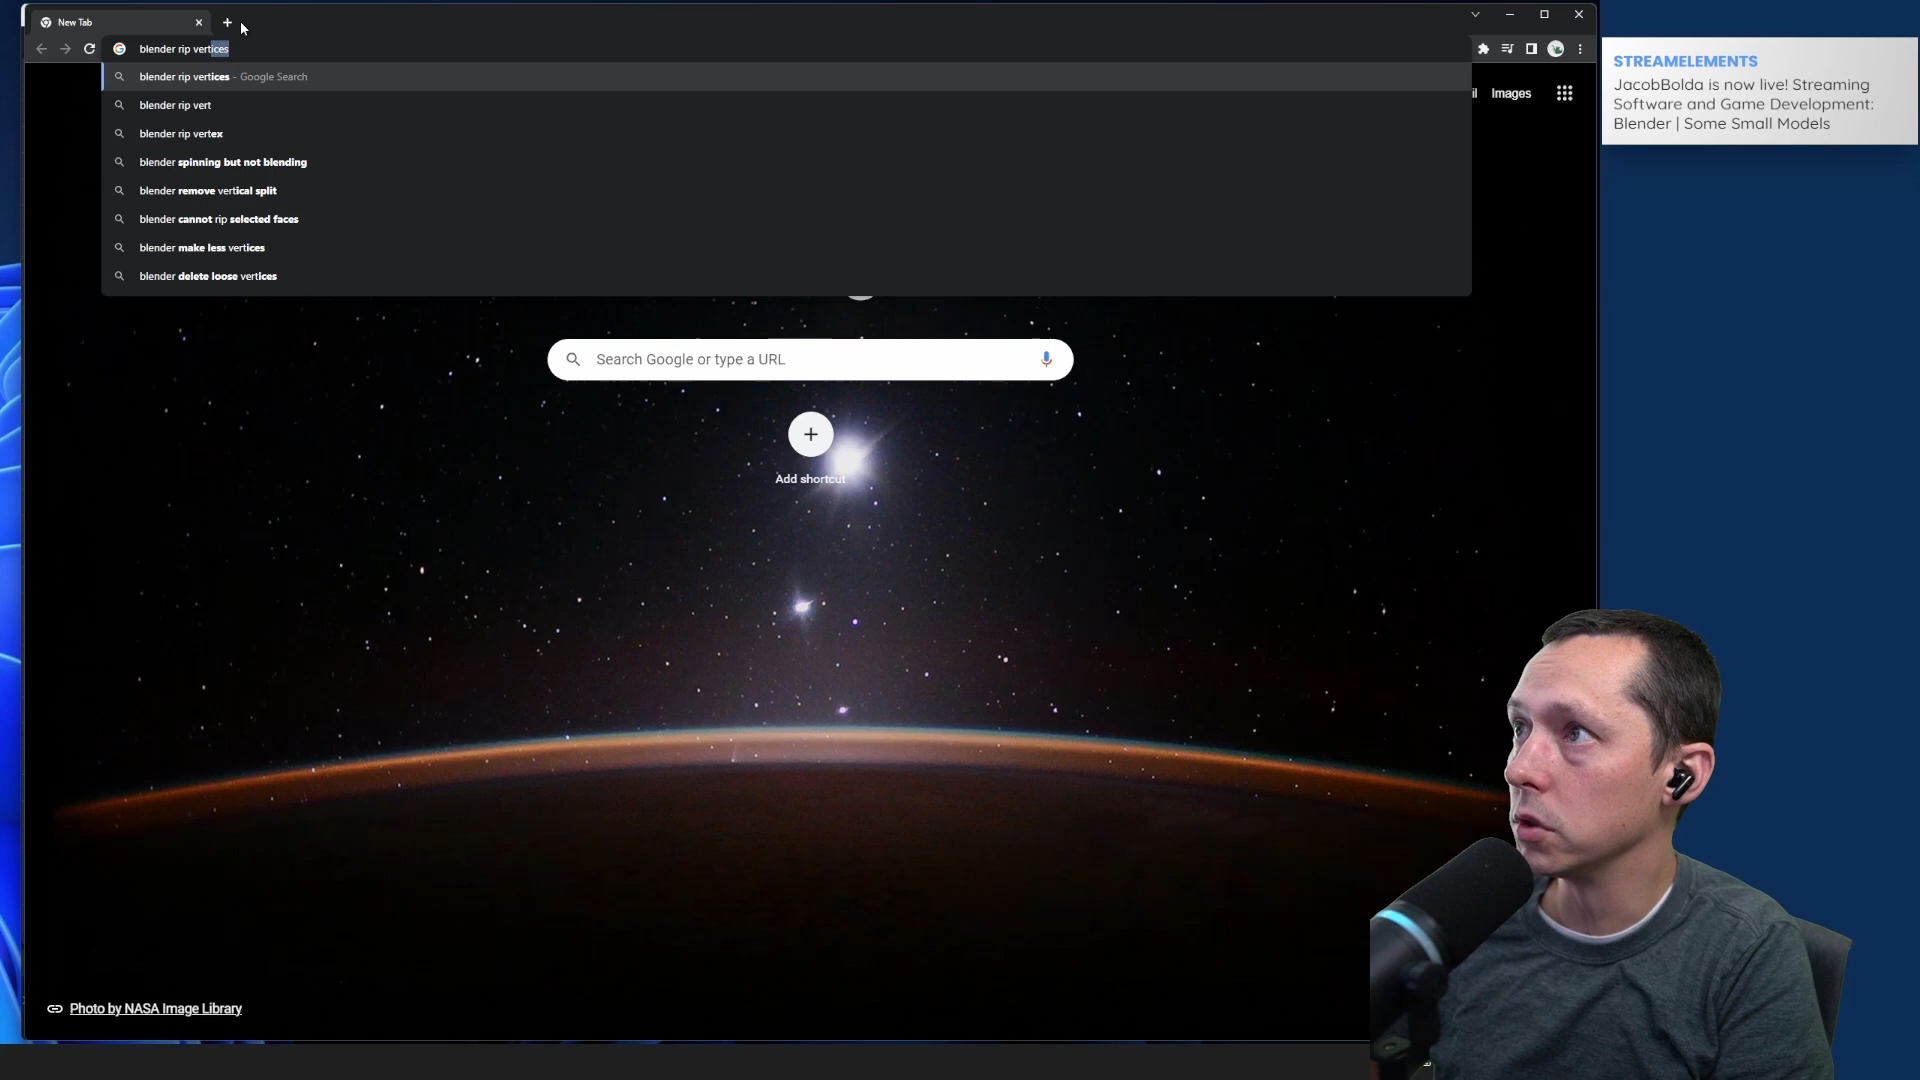 New Tab
blender rip vertices
blender rip vertices - Google Search
blender rip vert
blender rip vertex
blender spinning but not blending
blender remove vertical split
blender cannot rip selected faces
blender make less vertices
blender delete loose vertices
il Images
Search Google or type a URL
Add shortcut
Photo by NASA Image Library
STREAMELEMENTS
JacobBolda is now live! Streaming
Software and Game Development:
Blender | Some Small Models